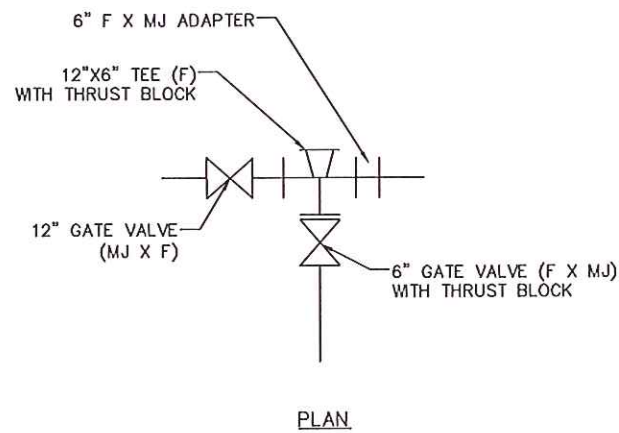 6" F X MJ ADAPTER
12"X6" TEE (F)
WITH THRUST BLOCK
12" GATE VALVE
(MJ X F)
6" GATE VALVE (F X MJ)
WITH THRUST BLOCK
PLAN